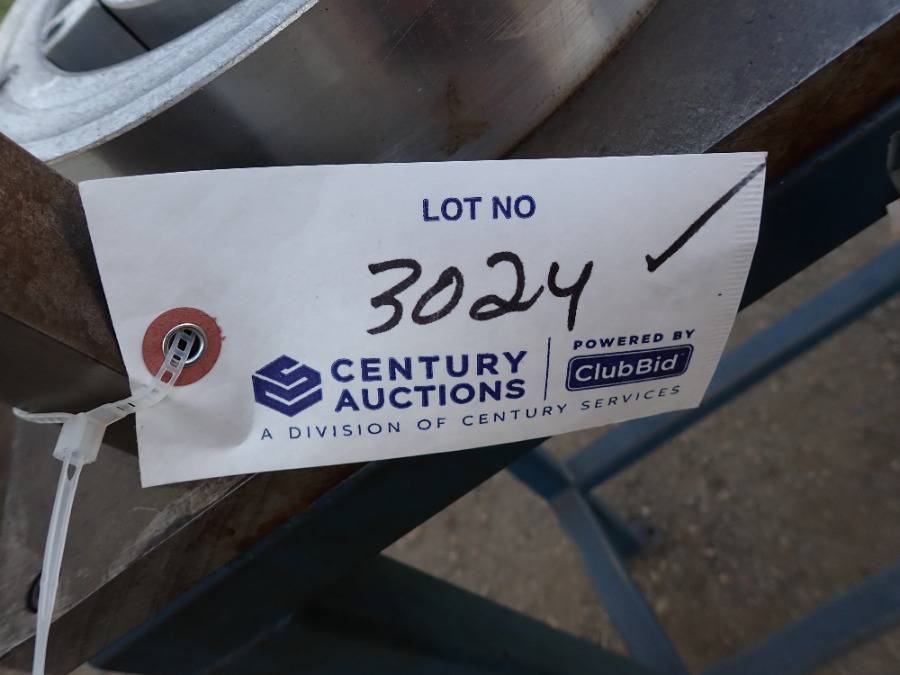 LOT NO
3024 ✓
CENTURY
AUCTIONS
A DIVISION OF CENTURY SERVICES
POWERED BY
ClubBid